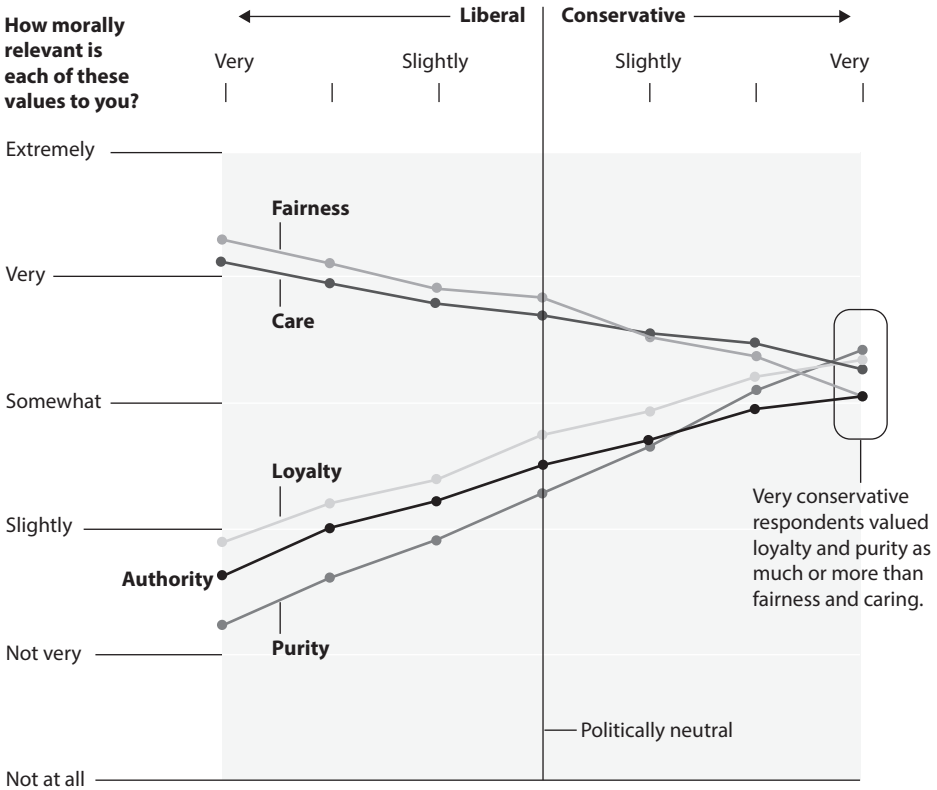 How morally
relevant is
each of these
values to you?
Liberal
Conservative
Very
Slightly
Slightly
Very
Extremely
Fairness
Very
Care
Somewhat
Loyalty
Slightly
Authority
Very conservative
respondents valued
loyalty and purity as
much or more than
fairness and caring.
Purity
Not very
Politically neutral
Not at all